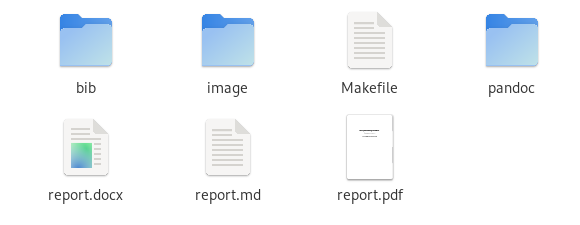 bib
image
Makefile
pandoc
report.docx
report.md
report.pdf